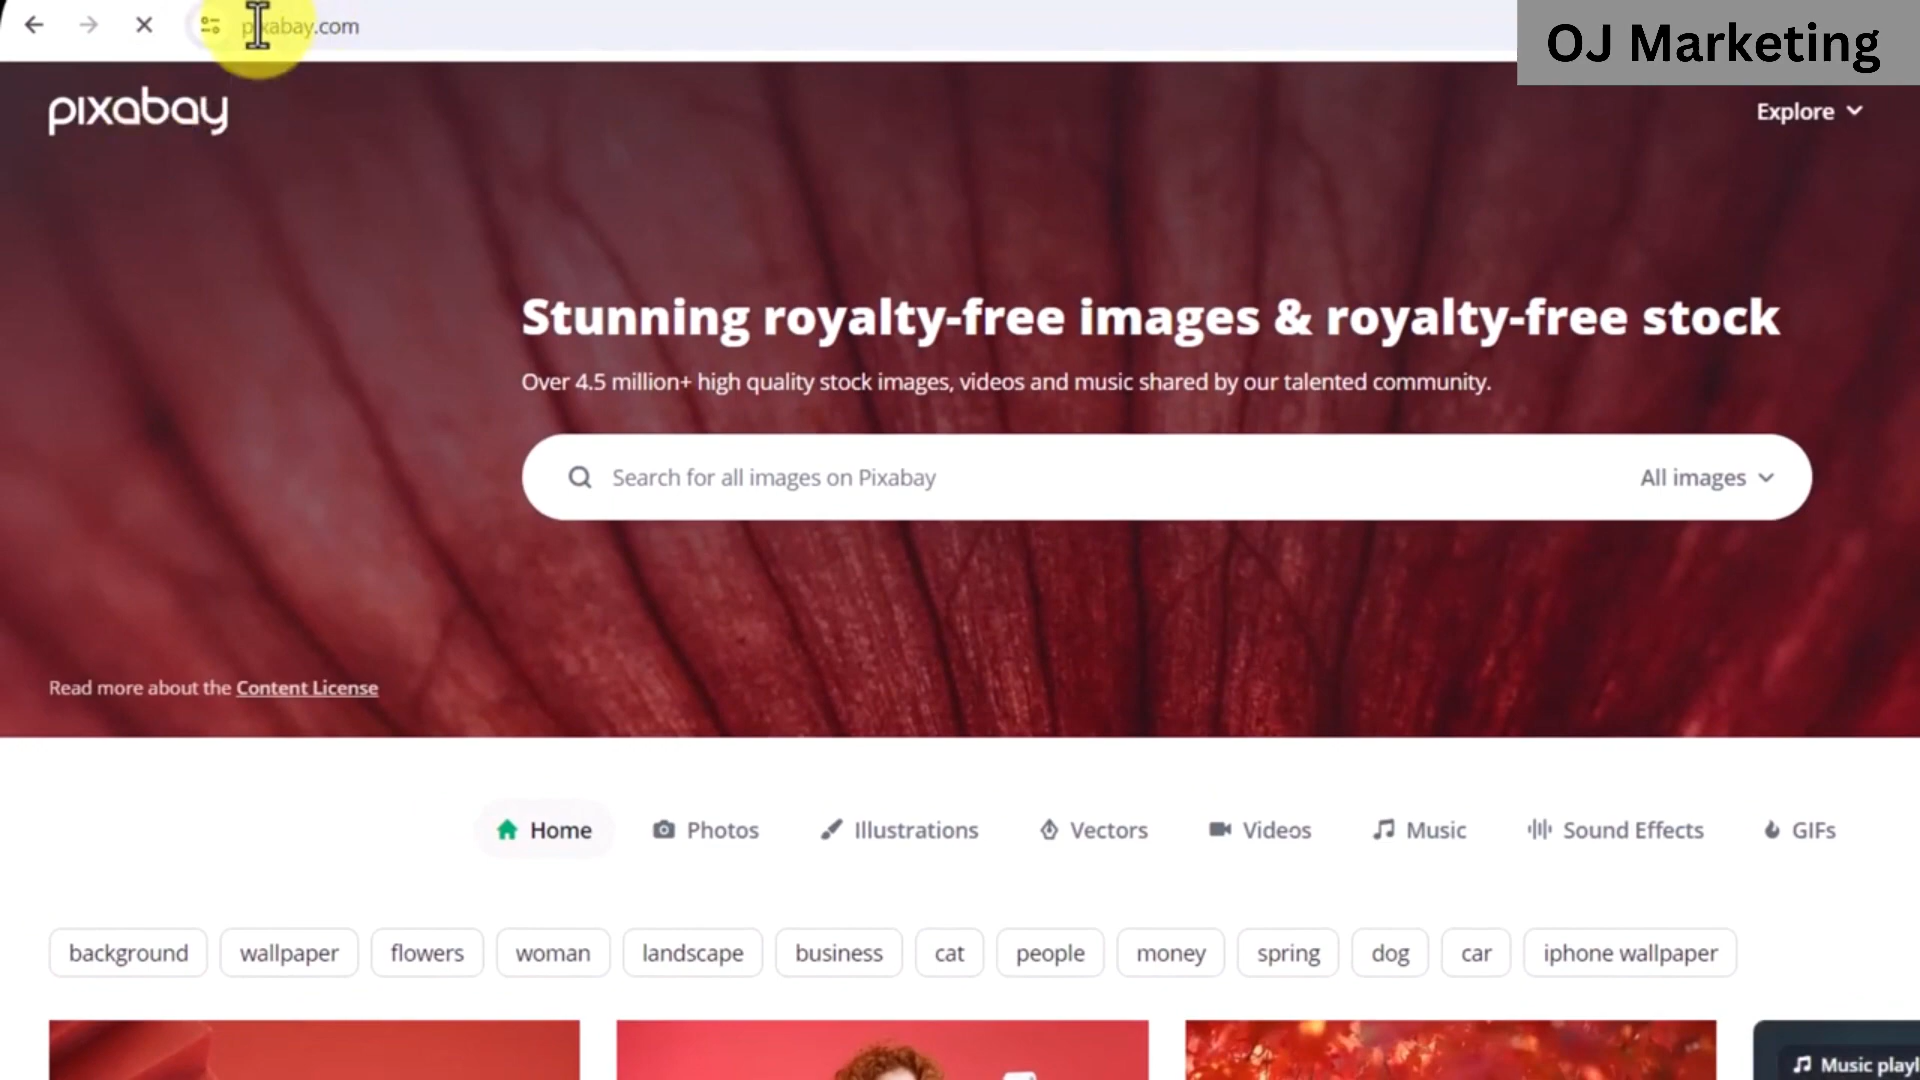 pixabay.com
OJ Marketing
pixabay
Explore
Stunning royalty-free images & royalty-free stock
Over 4.5 million+ high quality stock images, videos and music shared by our talented community.
Search for all images on Pixabay
All images
Read more about the Content License
Home
Photos
Illustrations
Vectors
Videos
Music
Sound Effects
GIFs
background
wallpaper
flowers
woman
landscape
business
cat
people
money
spring
dog
car
iphone wallpaper
Music playl